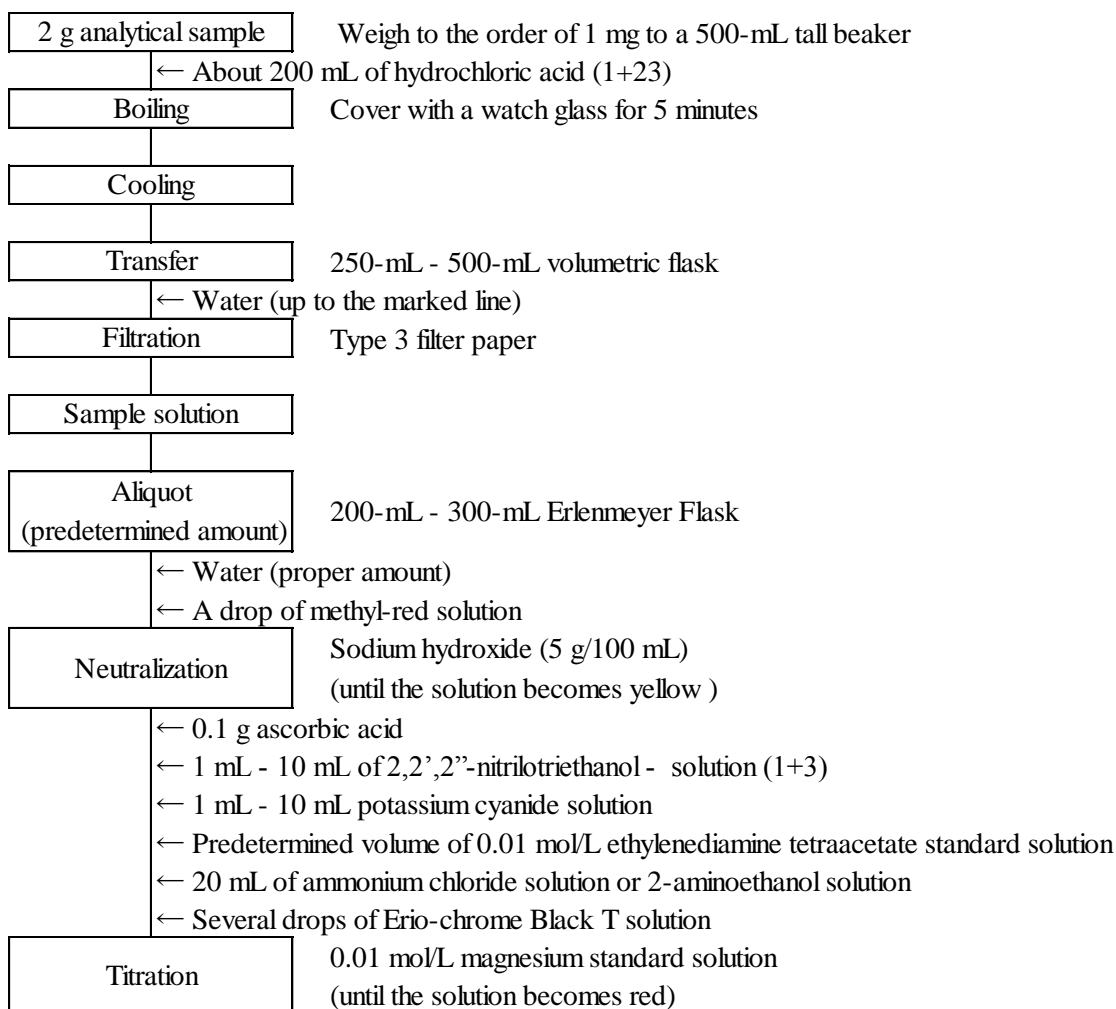 2 g analytical sample Weigh to the order of 1 mg to a 500-mL tall beaker
← About 200 mL of hydrochloric acid (1+23)
Boiling Cover with a watch glass for 5 minutes
Cooling
Transfer 250-mL - 500-mL volumetric flask
← Water (up to the marked line)
Filtration Type 3 filter paper
Sample solution
Aliquot
(predetermined amount) 200-mL - 300-mL Erlenmeyer Flask
← Water (proper amount)
← A drop of methyl-red solution
Neutralization Sodium hydroxide (5 g/100 mL)
(until the solution becomes yellow )
← 0.1 g ascorbic acid
← 1 mL - 10 mL of 2,2’,2”-nitrilotriethanol - solution (1+3)
← 1 mL - 10 mL potassium cyanide solution
← Predetermined volume of 0.01 mol/L ethylenediamine tetraacetate standard solution
← 20 mL of ammonium chloride solution or 2-aminoethanol solution
← Several drops of Erio-chrome Black T solution
Titration 0.01 mol/L magnesium standard solution
(until the solution becomes red)